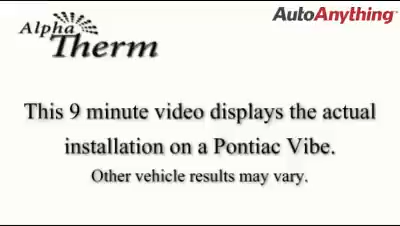 AutoAnything
Alpha
Therm
This 9 minute video displays the actual
installation on a Pontiac Vibe.
Other vehicle results may vary.